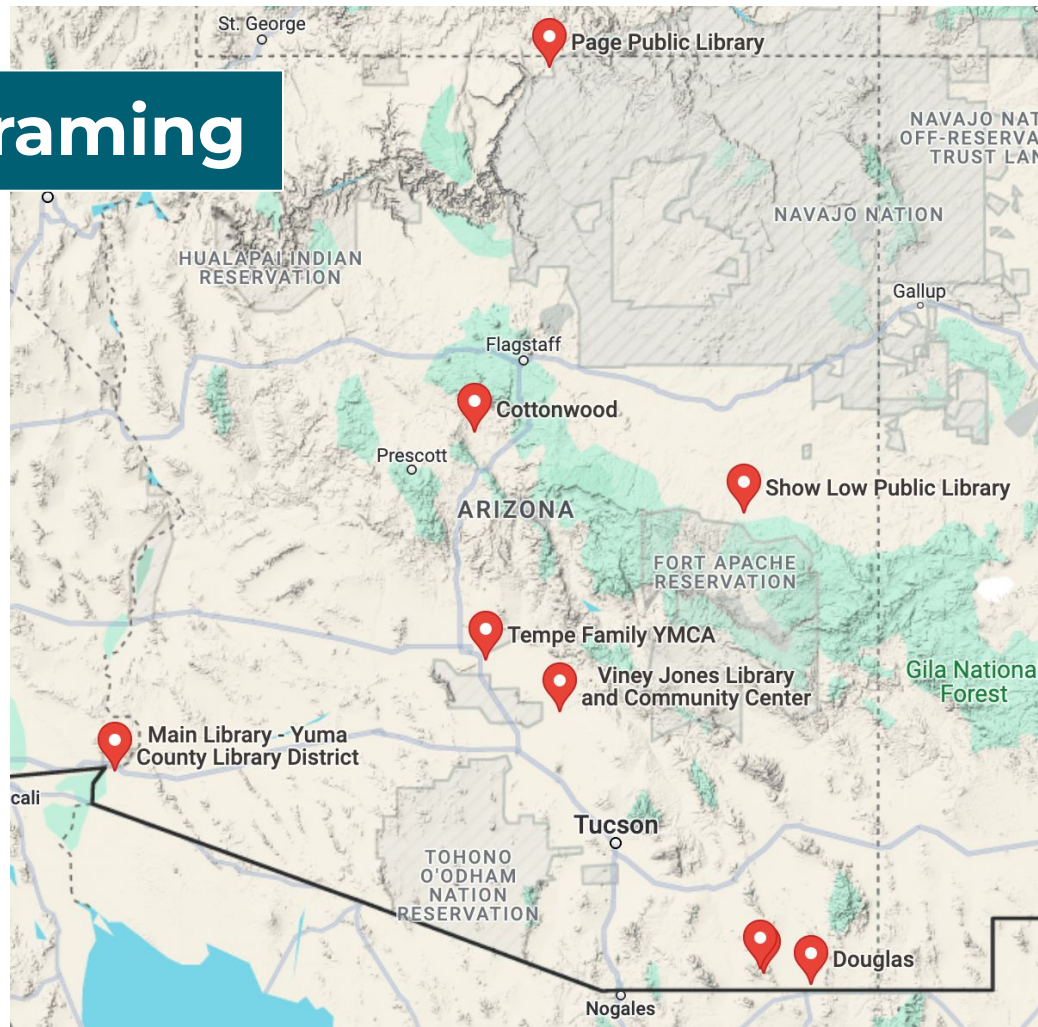 St. George
Page Public Library
raming
NAVAJO NAT
OFF-RESERVA
TRUST LAN
NAVAJO NATION
HUALAPAI INDIAN
RESERVATION
Gallup
Flagstaff
Cottonwood
Prescott
Show Low Public Library
ARIZONA
FORT APACHE
RESERVATION
Tempe Family YMCA
Viney Jones Library
and Community Center
Gila Nationa
Forest
Main Library - Yuma
County Library District
cali
Tucson
TOHONO
O'ODHAM
NATION
RESERVATION
Douglas
Nogales